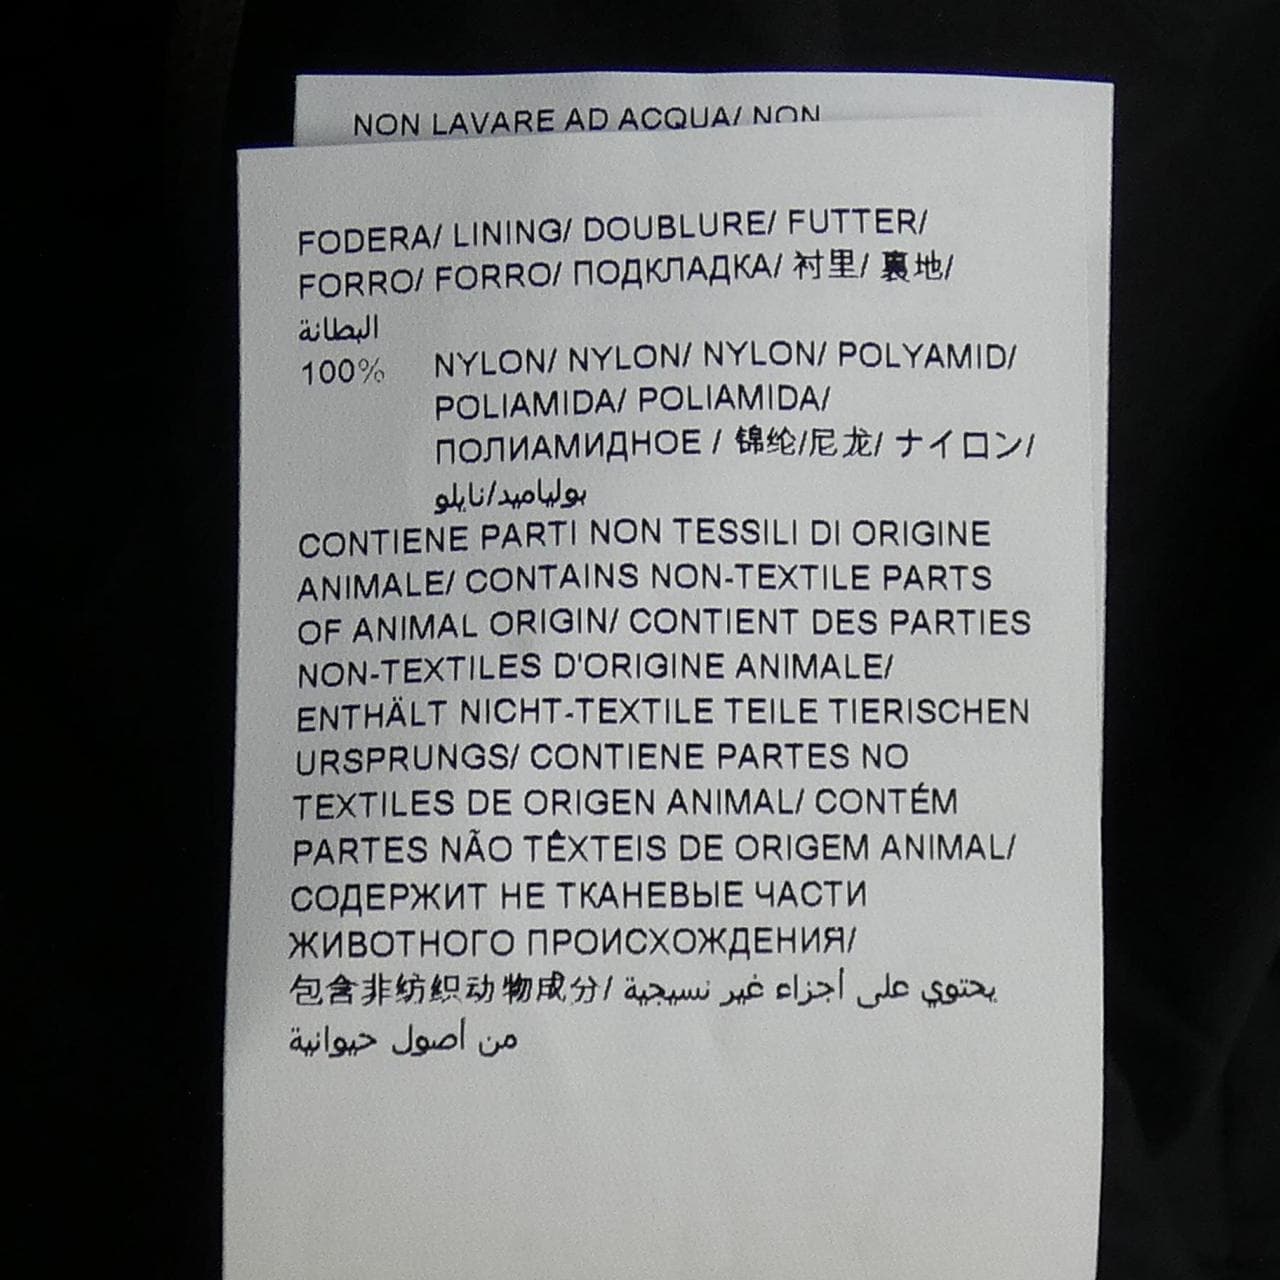 NON LAVARE AD ACQUA/ NON
FODERA/ LINING/ DOUBLURE/ FUTTER/
FORRO/ FORRO/ ПОДКЛАДКА/ 衬里/ 裏地/
البطانة
100% NYLON/ NYLON/ NYLON/ POLYAMID/
POLIAMIDA/ POLIAMIDA/
ПОЛИАМИДНОЕ / 锦纶/尼龙/ ナイロン/
بولياميد/نايلو
CONTIENE PARTI NON TESSILI DI ORIGINE
ANIMALE/ CONTAINS NON-TEXTILE PARTS
OF ANIMAL ORIGIN/ CONTIENT DES PARTIES
NON-TEXTILES D'ORIGINE ANIMALE/
ENTHÄLT NICHT-TEXTILE TEILE TIERISCHEN
URSPRUNGS/ CONTIENE PARTES NO
TEXTILES DE ORIGEN ANIMAL/ CONTÉM
PARTES NÃO TÊXTEIS DE ORIGEM ANIMAL/
СОДЕРЖИТ НЕ ТКАНЕВЫЕ ЧАСТИ
ЖИВОТНОГО ПРОИСХОЖДЕНИЯ/
包含非纺织动物成分/ يحتوي على أجزاء غير نسيجية
من أصول حيوانية